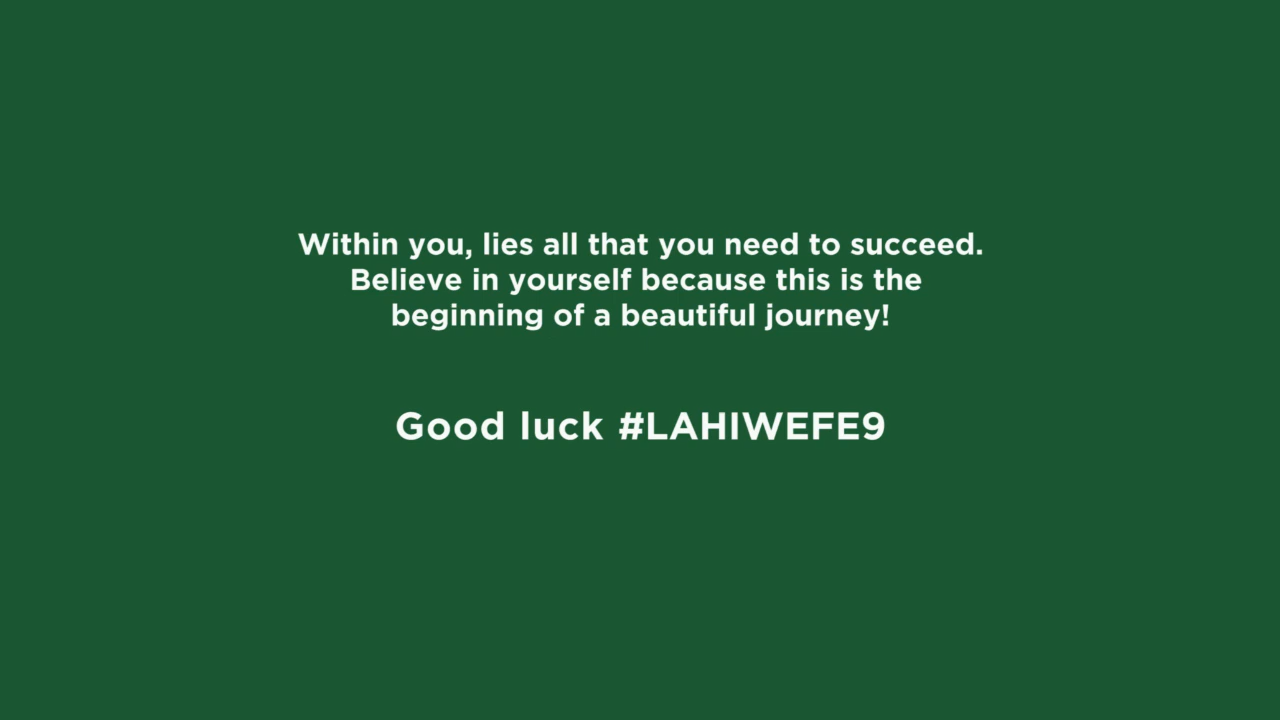 Within you, lies all that you need to succeed.
Believe in yourself because this is the
beginning of a beautiful journey!
Good luck #LAHIWEFE9